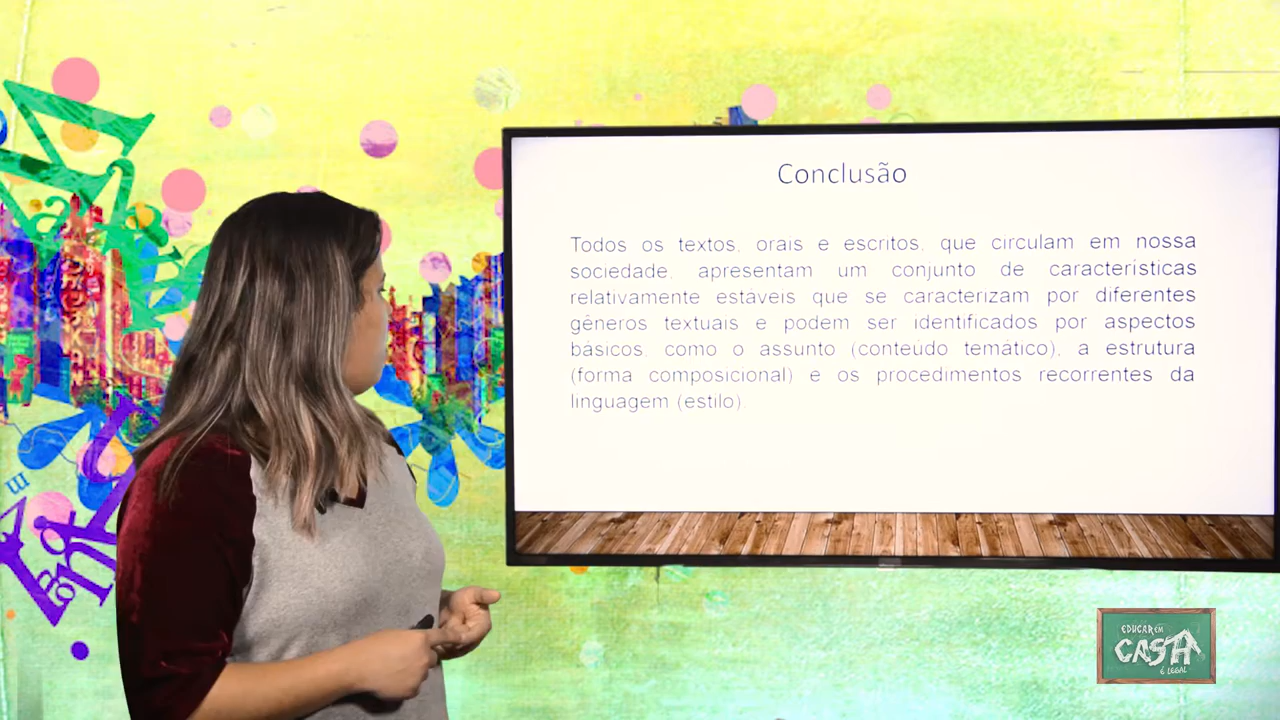 Conclusão
Todos os textos, orais e escritos, que circulam em nossa
sociedade, apresentam um conjunto de características
relativamente estáveis que se caracterizam por diferentes
gêneros textuais e podem ser identificados por aspectos
básicos, como o assunto (conteúdo temático), a estrutura
(forma composicional) e os procedimentos recorrentes da
linguagem (estilo).
EDUCAR EM
CASA
É LEGAL